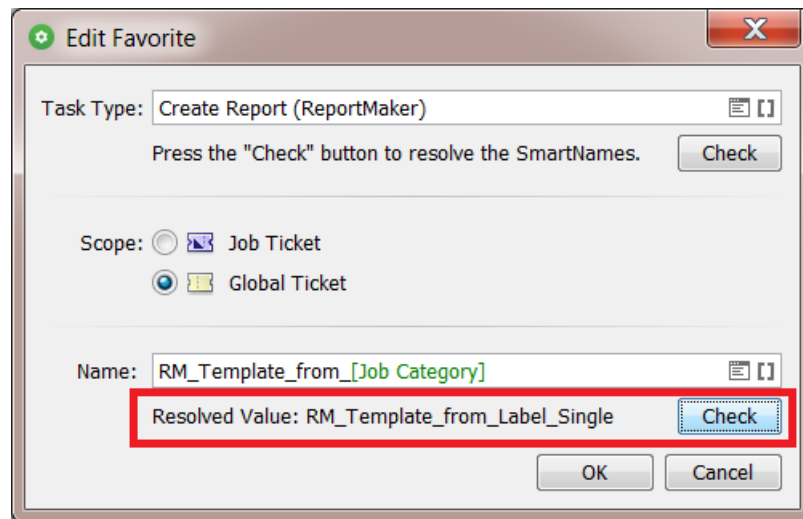 Edit Favorite
Task Type: Create Report (ReportMaker)
Press the "Check" button to resolve the SmartNames. Check
Scope: Job Ticket
Global Ticket
Name: RM_Template_from_[Job Category]
Resolved Value: RM_Template_from_Label_Single Check
OK Cancel